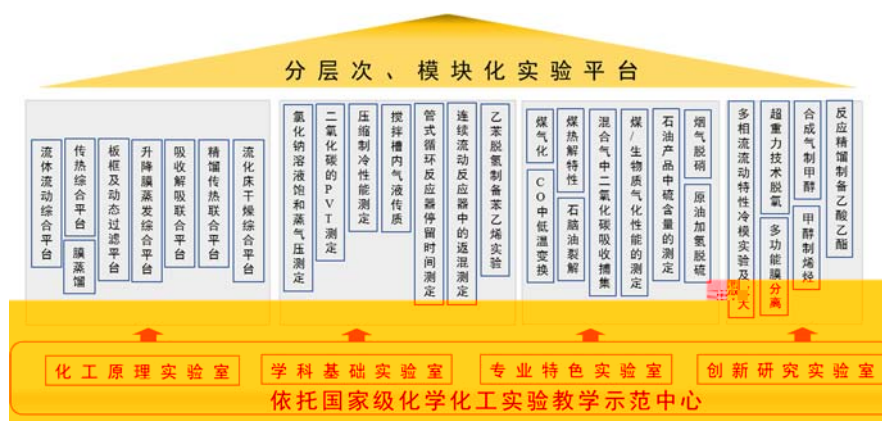 分层次、模块化实验平台
流体流动综合平台
传热综合平台
膜蒸馏
板框及动态过滤平台
升降膜蒸发综合平台
吸收解吸联合平台
精馏传热联合平台
流化床干燥综合平台
氯化钠溶液饱和蒸气压测定
二氧化碳的PVT测定
压缩制冷性能测定
搅拌槽内气液传质
管式循环反应器停留时间测定
连续流动反应器中的返混测定
乙苯脱氢制备苯乙烯实验
煤气化
CO中低温变换
煤热解特性
石脑油裂解
混合气中二氧化碳吸收捕集
煤/生物质气化性能的测定
石油产品中硫含量的测定
烟气脱硝
原油加氢脱硫
多相流流动特性冷模实验及
大
超重力技术脱氧
多功能膜分离
合成气制甲醇
甲醇制烯烃
反应精馏制备乙酸乙酯
化工原理实验室
学科基础实验室
专业特色实验室
创新研究实验室
依托国家级化学化工实验教学示范中心